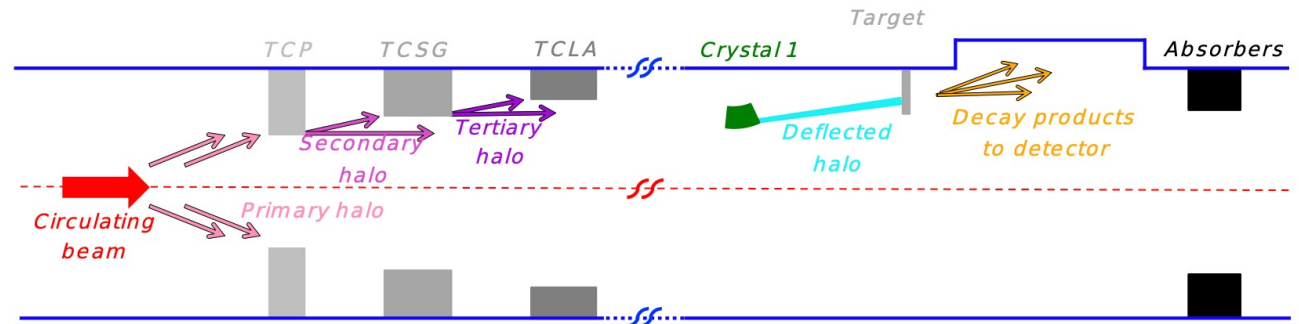 Target
TCP
TCSG
TCLA
Crystal 1
Absorbers
Secondary
halo
Tertiary
halo
Deflected
halo
Decay products
to detector
Primary halo
Circulating
beam